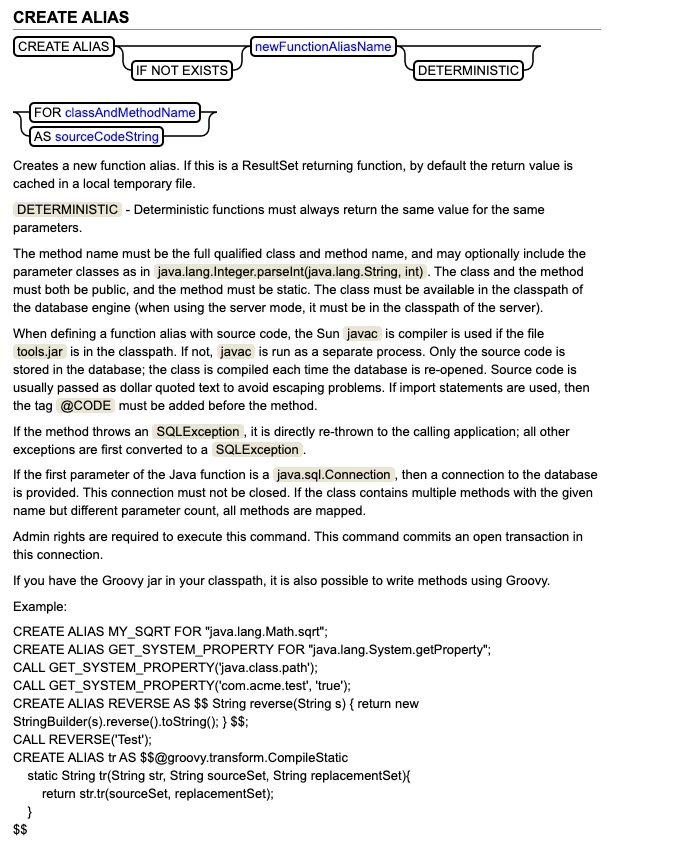 CREATE ALIAS
CREATE ALIAS newFunctionAliasName
IF NOT EXISTS DETERMINISTIC
FOR classAndMethodName
AS sourceCodeString
Creates a new function alias. If this is a ResultSet returning function, by default the return value is
cached in a local temporary file.
DETERMINISTIC - Deterministic functions must always return the same value for the same
parameters.
The method name must be the full qualified class and method name, and may optionally include the
parameter classes as in java.lang.Integer.parseInt(java.lang.String, int) . The class and the method
must both be public, and the method must be static. The class must be available in the classpath of
the database engine (when using the server mode, it must be in the classpath of the server).
When defining a function alias with source code, the Sun javac is compiler is used if the file
tools.jar is in the classpath. If not, javac is run as a separate process. Only the source code is
stored in the database; the class is compiled each time the database is re-opened. Source code is
usually passed as dollar quoted text to avoid escaping problems. If import statements are used, then
the tag @CODE must be added before the method.
If the method throws an SQLException , it is directly re-thrown to the calling application; all other
exceptions are first converted to a SQLException .
If the first parameter of the Java function is a java.sql.Connection , then a connection to the database
is provided. This connection must not be closed. If the class contains multiple methods with the given
name but different parameter count, all methods are mapped.
Admin rights are required to execute this command. This command commits an open transaction in
this connection.
If you have the Groovy jar in your classpath, it is also possible to write methods using Groovy.
Example:
CREATE ALIAS MY_SQRT FOR "java.lang.Math.sqrt";
CREATE ALIAS GET_SYSTEM_PROPERTY FOR "java.lang.System.getProperty";
CALL GET_SYSTEM_PROPERTY('java.class.path');
CALL GET_SYSTEM_PROPERTY('com.acme.test', 'true');
CREATE ALIAS REVERSE AS $$ String reverse(String s) { return new
StringBuilder(s).reverse().toString(); } $$;
CALL REVERSE('Test');
CREATE ALIAS tr AS $$@groovy.transform.CompileStatic
static String tr(String str, String sourceSet, String replacementSet){
return str.tr(sourceSet, replacementSet);
}
$$